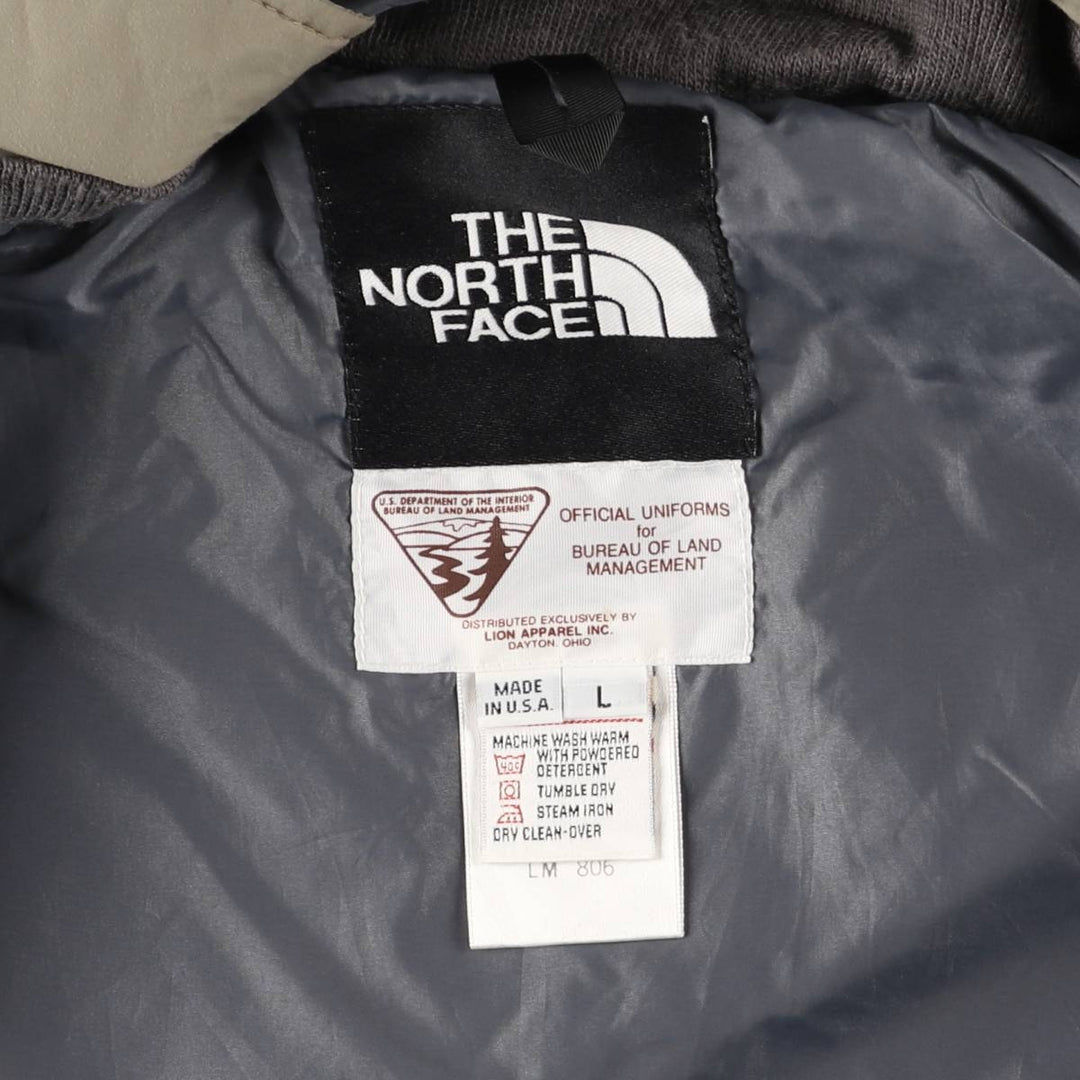 THE
NORTH
FACE
U.S. DEPARTMENT OF THE INTERIOR
BUREAU OF LAND MANAGEMENT
OFFICIAL UNIFORMS
for
BUREAU OF LAND
MANAGEMENT
DISTRIBUTED EXCLUSIVELY BY
LION APPAREL INC.
DAYTON, OHIO
MADE
IN U.S.A.
L
MACHINE WASH WARM
WITH POWDERED
DETERGENT
40C
TUMBLE DRY
STEAM IRON
DRY CLEAN-OVER
LM 806